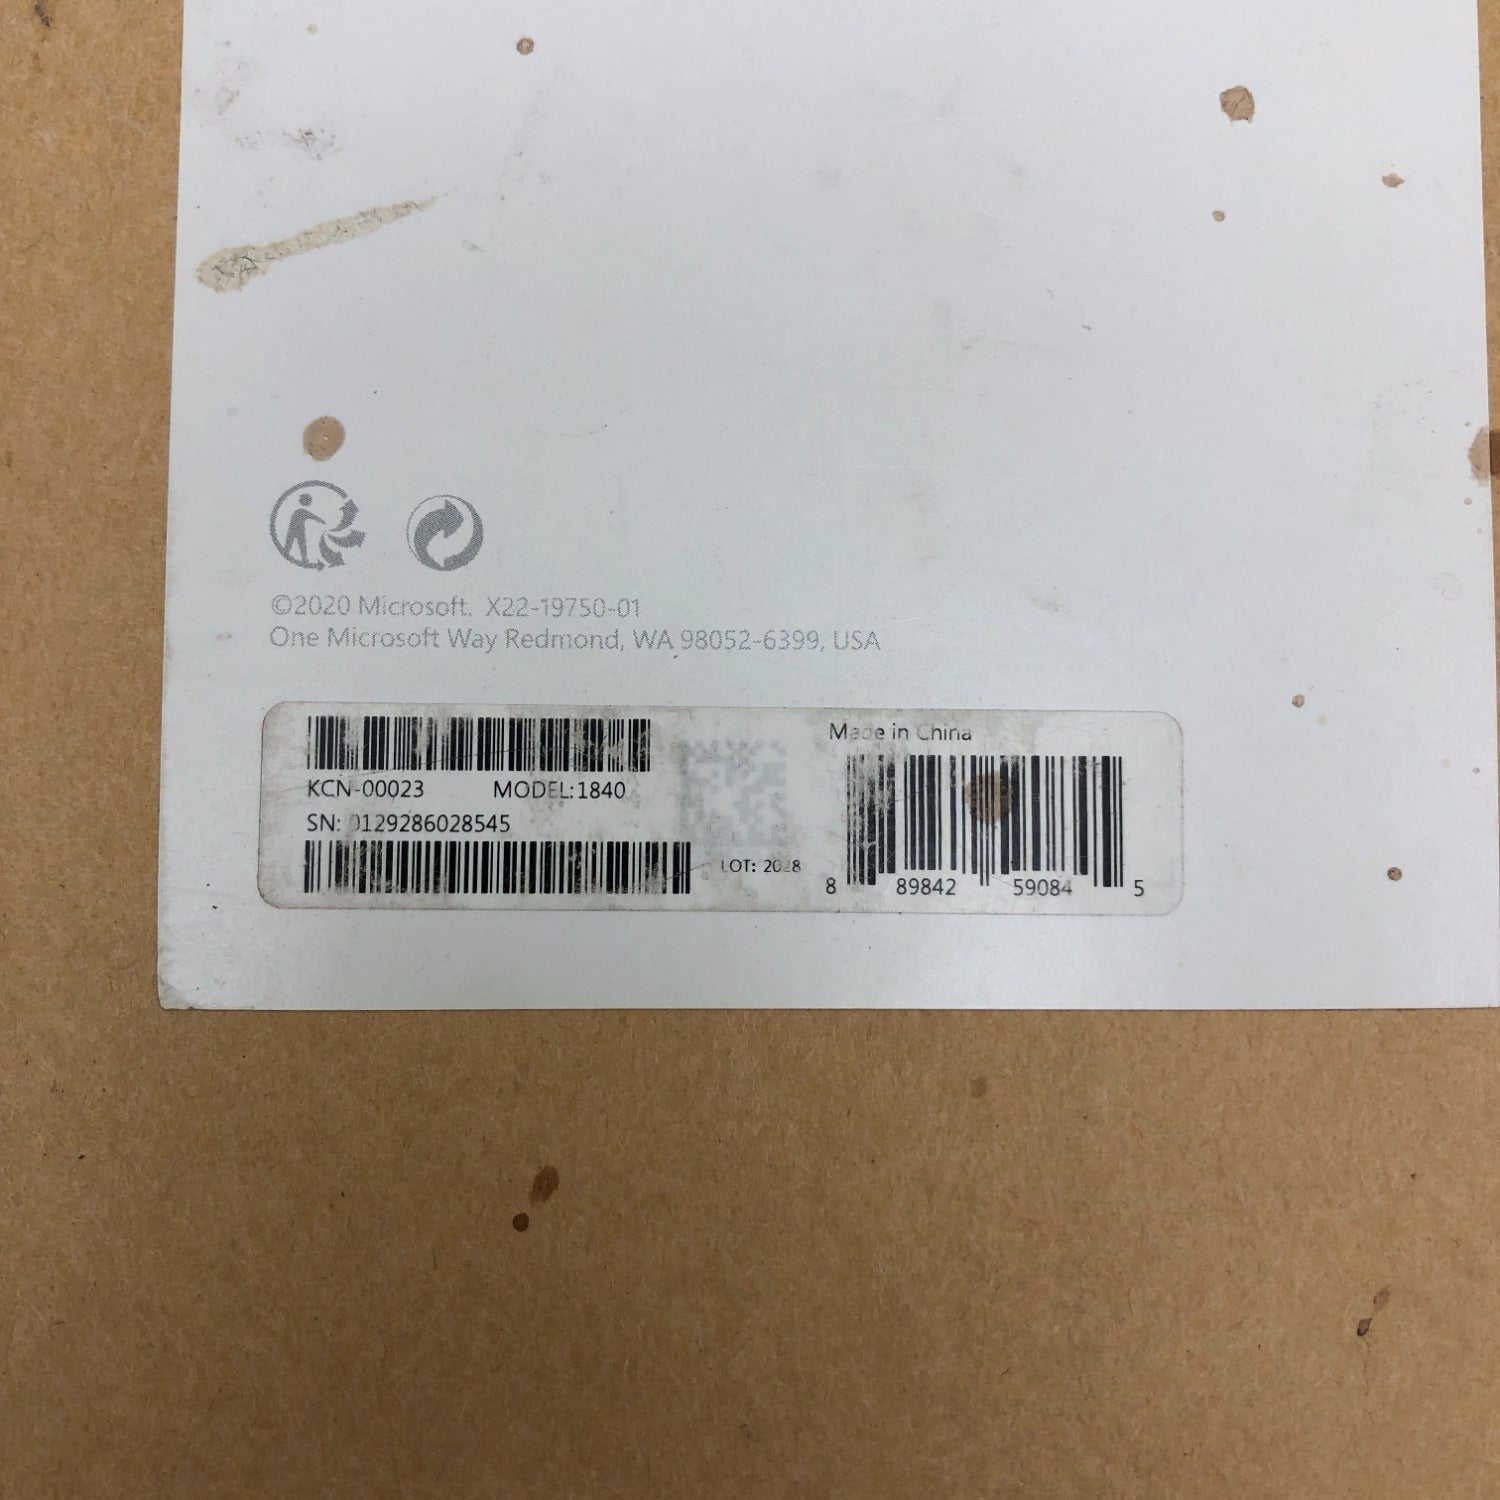 ©2020 Microsoft. X22-19750-01
One Microsoft Way Redmond, WA 98052-6399, USA
KCN-00023 MODEL:1840
SN: 0129286028545
LOT: 2028
Made in China
8 89842 59084 5